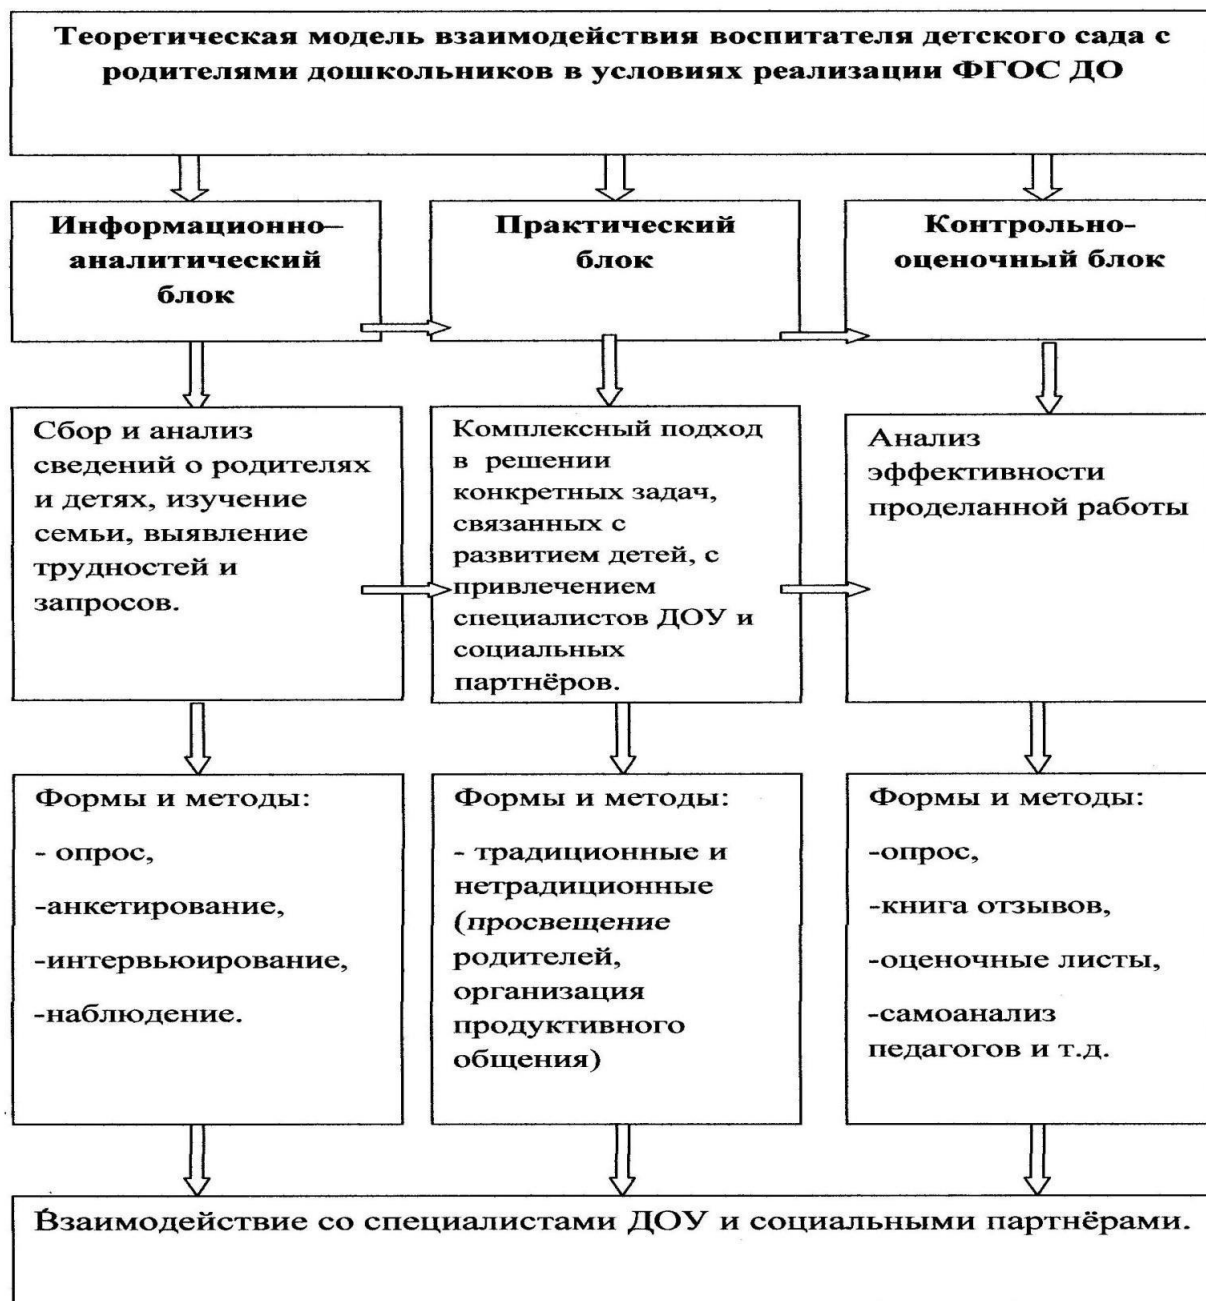 Теоретическая модель взаимодействия воспитателя детского сада с
родителями дошкольников в условиях реализации ФГОС ДО
Информационно–
аналитический
блок
Практический
блок
Контрольно-
оценочный блок
Сбор и анализ
сведений о родителях
и детях, изучение
семьи, выявление
трудностей и
запросов.
Комплексный подход
в решении
конкретных задач,
связанных с
развитием детей, с
привлечением
специалистов ДОУ и
социальных
партнёров.
Анализ
эффективности
проделанной работы
Формы и методы:
- опрос,
-анкетирование,
-интервьюирование,
-наблюдение.
Формы и методы:
- традиционные и
нетрадиционные
(просвещение
родителей,
организация
продуктивного
общения)
Формы и методы:
-опрос,
-книга отзывов,
-оценочные листы,
-самоанализ
педагогов и т.д.
Взаимодействие со специалистами ДОУ и социальными партнёрами.